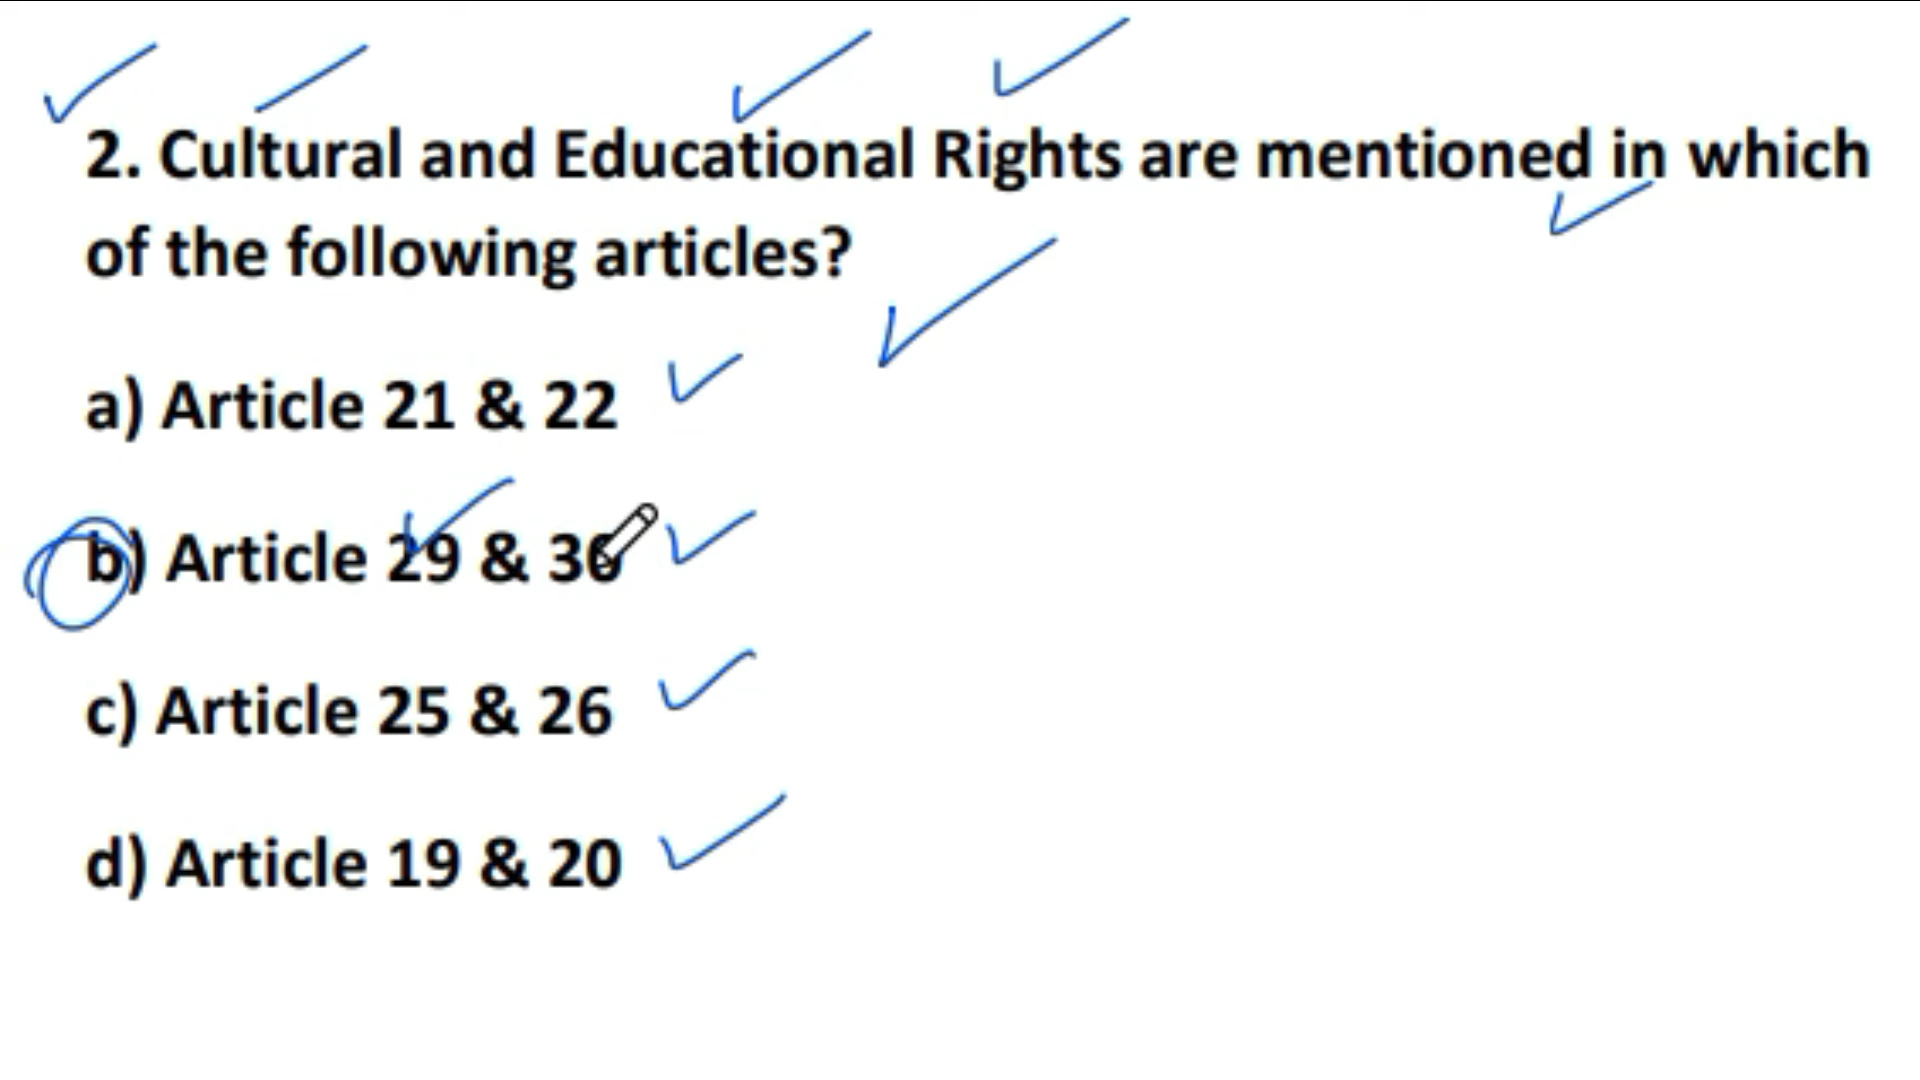 2. Cultural and Educational Rights are mentioned in which
of the following articles?
a) Article 21 & 22
b) Article 29 & 30
c) Article 25 & 26
d) Article 19 & 20